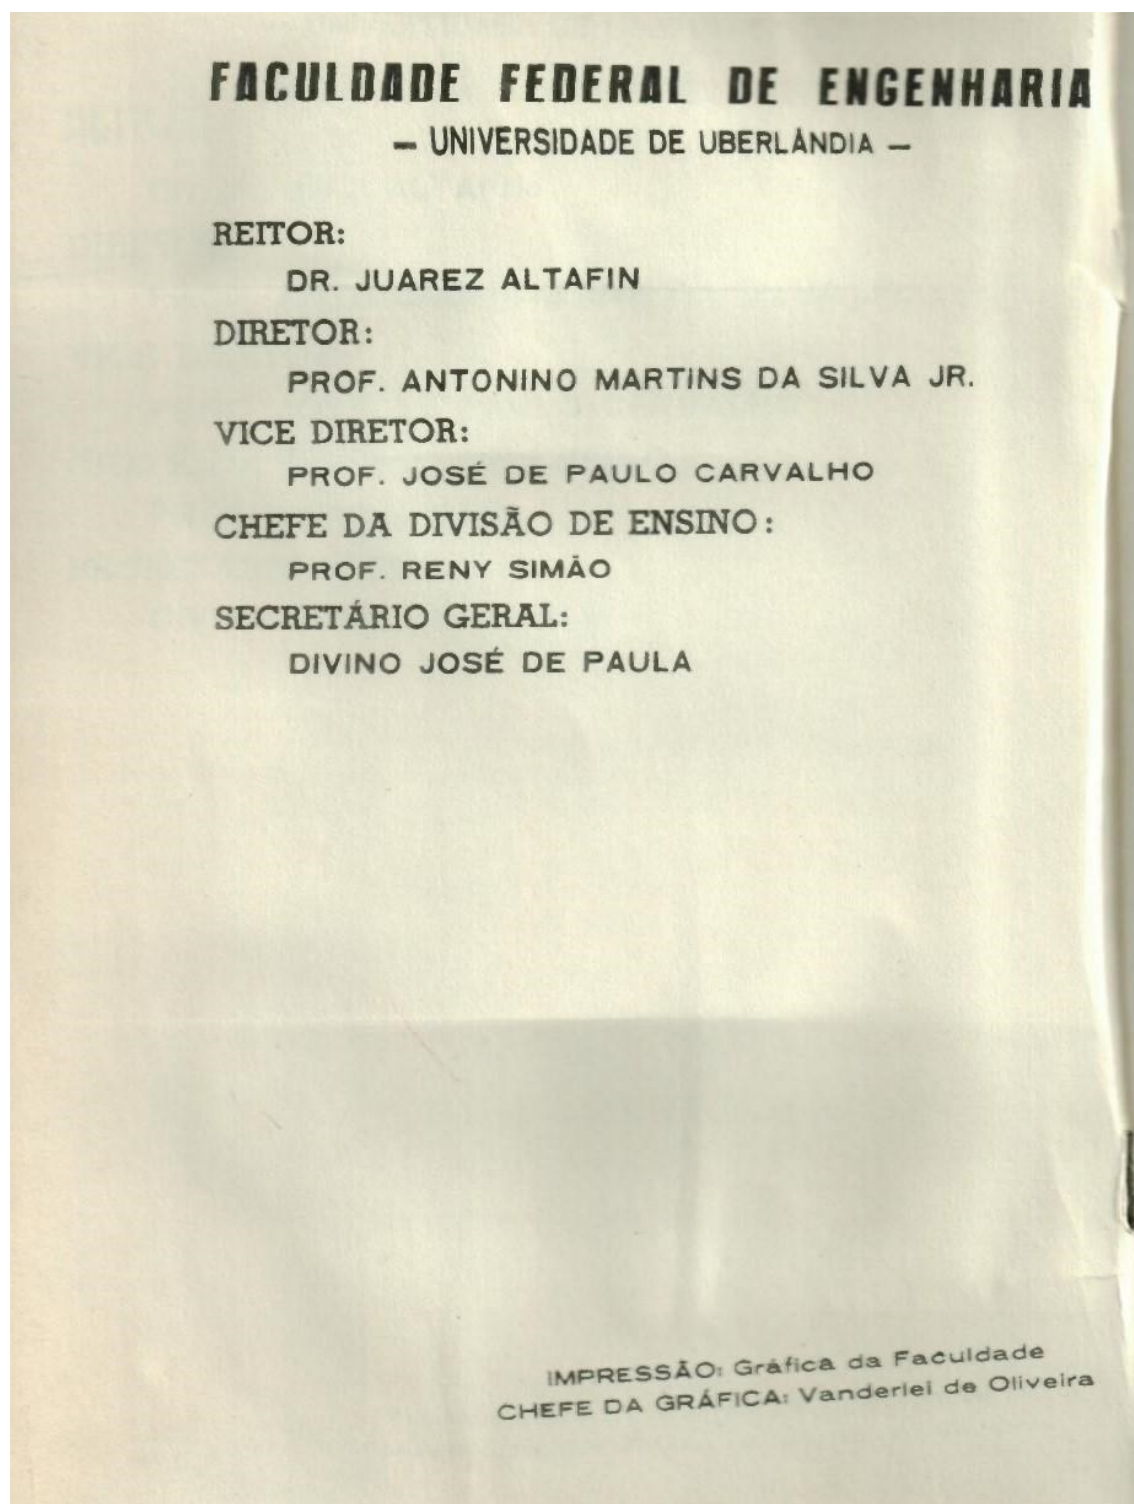 FACULDADE FEDERAL DE ENGENHARIA
— UNIVERSIDADE DE UBERLÂNDIA —
REITOR:
DR. JUAREZ ALTAFIN
DIRETOR:
PROF. ANTONINO MARTINS DA SILVA JR.
VICE DIRETOR:
PROF. JOSÉ DE PAULO CARVALHO
CHEFE DA DIVISÃO DE ENSINO:
PROF. RENY SIMÃO
SECRETÁRIO GERAL:
DIVINO JOSÉ DE PAULA
IMPRESSÃO: Gráfica da Faculdade
CHEFE DA GRÁFICA: Vanderlei de Oliveira